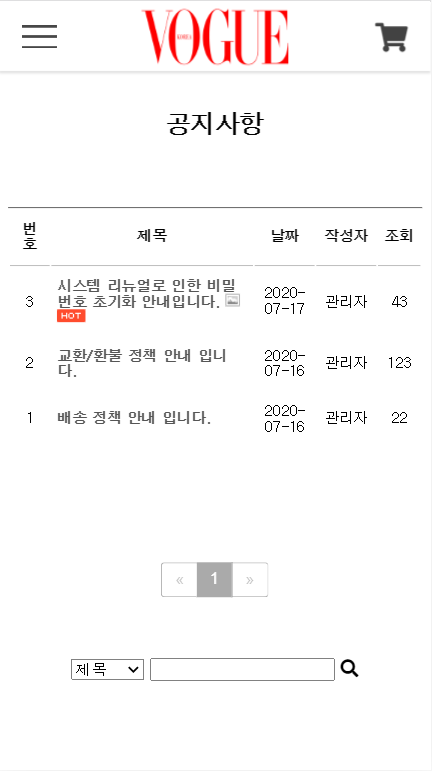 VOGUE
KOREA
공지사항
번호 제목 날짜 작성자 조회
3 시스템 리뉴얼로 인한 비밀번호 초기화 안내입니다. HOT 2020-07-17 관리자 43
2 교환/환불 정책 안내 입니다. 2020-07-16 관리자 123
1 배송 정책 안내 입니다. 2020-07-16 관리자 22
« 1 »
제목